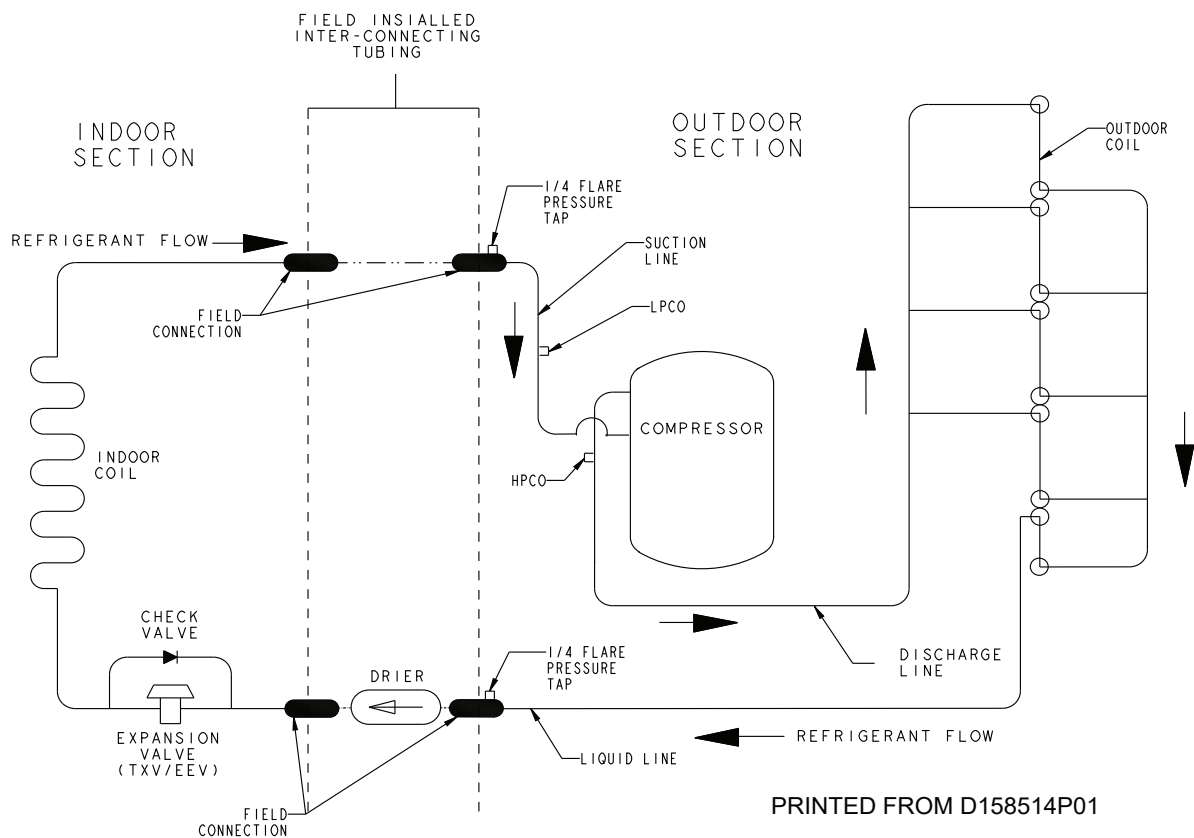 FIELD INSIALLED
INTER-CONNECTING
TUBING
INDOOR
SECTION
OUTDOOR
SECTION
OUTDOOR
COIL
1/4 FLARE
PRESSURE
TAP
REFRIGERANT FLOW
SUCTION
LINE
FIELD
CONNECTION
LPCO
COMPRESSOR
INDOOR
COIL
HPCO
CHECK
VALVE
1/4 FLARE
PRESSURE
TAP
DRIER
DISCHARGE
LINE
EXPANSION
VALVE
(TXV/EEV)
LIQUID LINE
REFRIGERANT FLOW
FIELD
CONNECTION
PRINTED FROM D158514P01